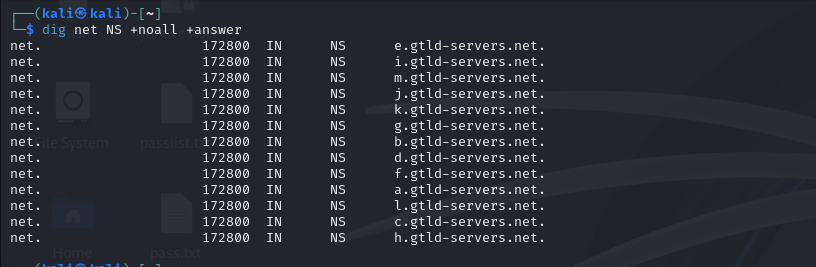 ┌──(kali㉿kali)-[~]
└─$ dig net NS +noall +answer
net. 172800 IN NS e.gtld-servers.net.
net. 172800 IN NS i.gtld-servers.net.
net. 172800 IN NS m.gtld-servers.net.
net. 172800 IN NS j.gtld-servers.net.
net. 172800 IN NS k.gtld-servers.net.
net. 172800 IN NS g.gtld-servers.net.
net. 172800 IN NS b.gtld-servers.net.
net. 172800 IN NS d.gtld-servers.net.
net. 172800 IN NS f.gtld-servers.net.
net. 172800 IN NS a.gtld-servers.net.
net. 172800 IN NS l.gtld-servers.net.
net. 172800 IN NS c.gtld-servers.net.
net. 172800 IN NS h.gtld-servers.net.
File System
Home
pass.txt
┌──(kali㉿kali)-[~]